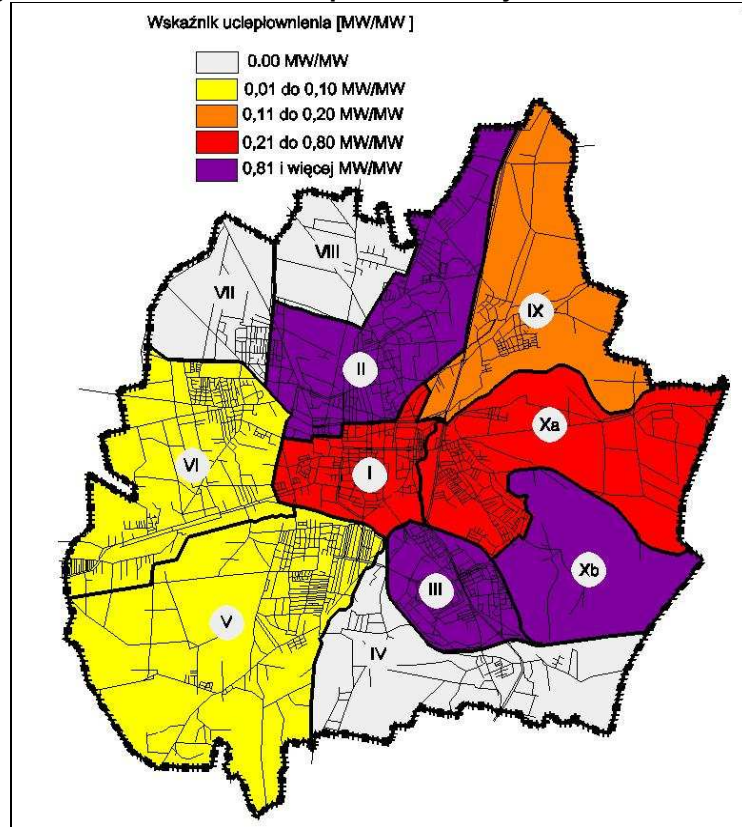 Wskaźnik uciepłownienia [MW/MW ]
0.00 MW/MW
0,01 do 0,10 MW/MW
0,11 do 0,20 MW/MW
0,21 do 0,80 MW/MW
0,81 i więcej MW/MW
VIII
VII
IX
II
Xa
VI
I
Xb
III
V
IV